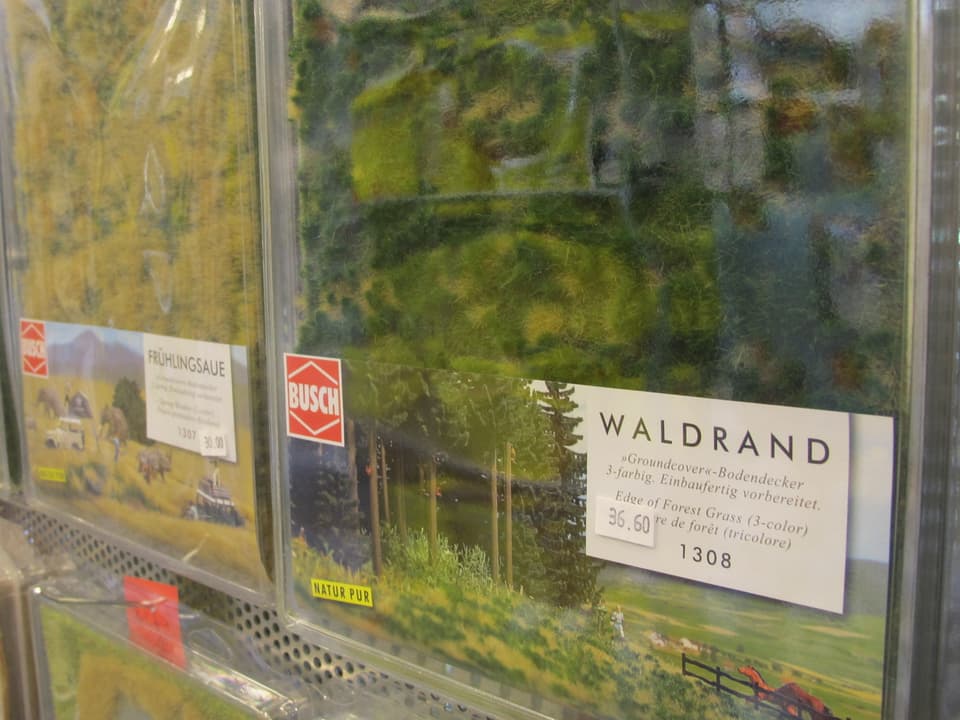 BUSCH
FRÜHLINGSAUE
1307
30.00
BUSCH
WALDRAND
»Groundcover«-Bodendecker
3-farbig. Einbaufertig vorbereitet.
Edge of Forest Grass (3-color)
36.60
re de forêt (tricolore)
1308
NATUR PUR